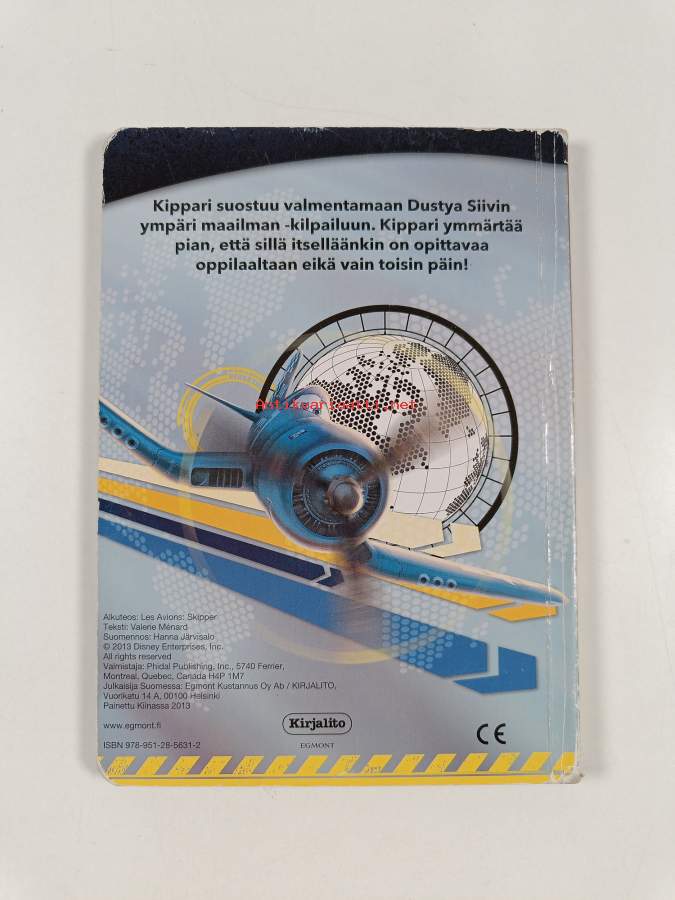 Kippari suostuu valmentamaan Dustya Siivin
ympäri maailman -kilpailuun. Kippari ymmärtää
pian, että sillä itselläänkin on opittavaa
oppilaaltaan eikä vain toisin päin!
Antikvariaatti.net
Alkuteos: Les Avions: Skipper
Teksti: Valerie Ménard
Suomennos: Hanna Järvisalo
© 2013 Disney Enterprises, Inc.
All rights reserved
Valmistaja: Phidal Publishing, Inc., 5740 Ferrier,
Montreal, Quebec, Canada H4P 1M7
Julkaisija Suomessa: Egmont Kustannus Oy Ab / KIRJALITO,
Vuorikatu 14 A, 00100 Helsinki
Painettu Kiinassa 2013
www.egmont.fi
Kirjalito
EGMONT
CE
ISBN 978-951-28-5631-2